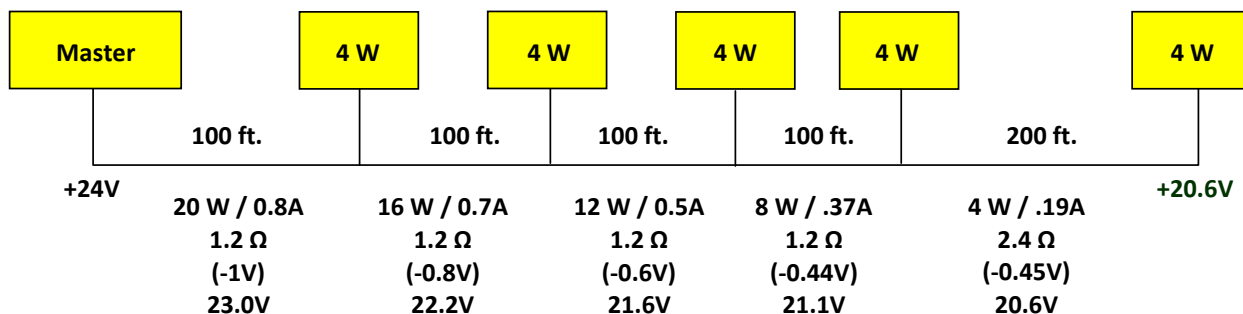 Master 4 W 4 W 4 W 4 W 4 W
100 ft. 100 ft. 100 ft. 100 ft. 200 ft.
+24V +20.6V
20 W / 0.8A 16 W / 0.7A 12 W / 0.5A 8 W / .37A 4 W / .19A
1.2 Ω 1.2 Ω 1.2 Ω 1.2 Ω 2.4 Ω
(-1V) (-0.8V) (-0.6V) (-0.44V) (-0.45V)
23.0V 22.2V 21.6V 21.1V 20.6V